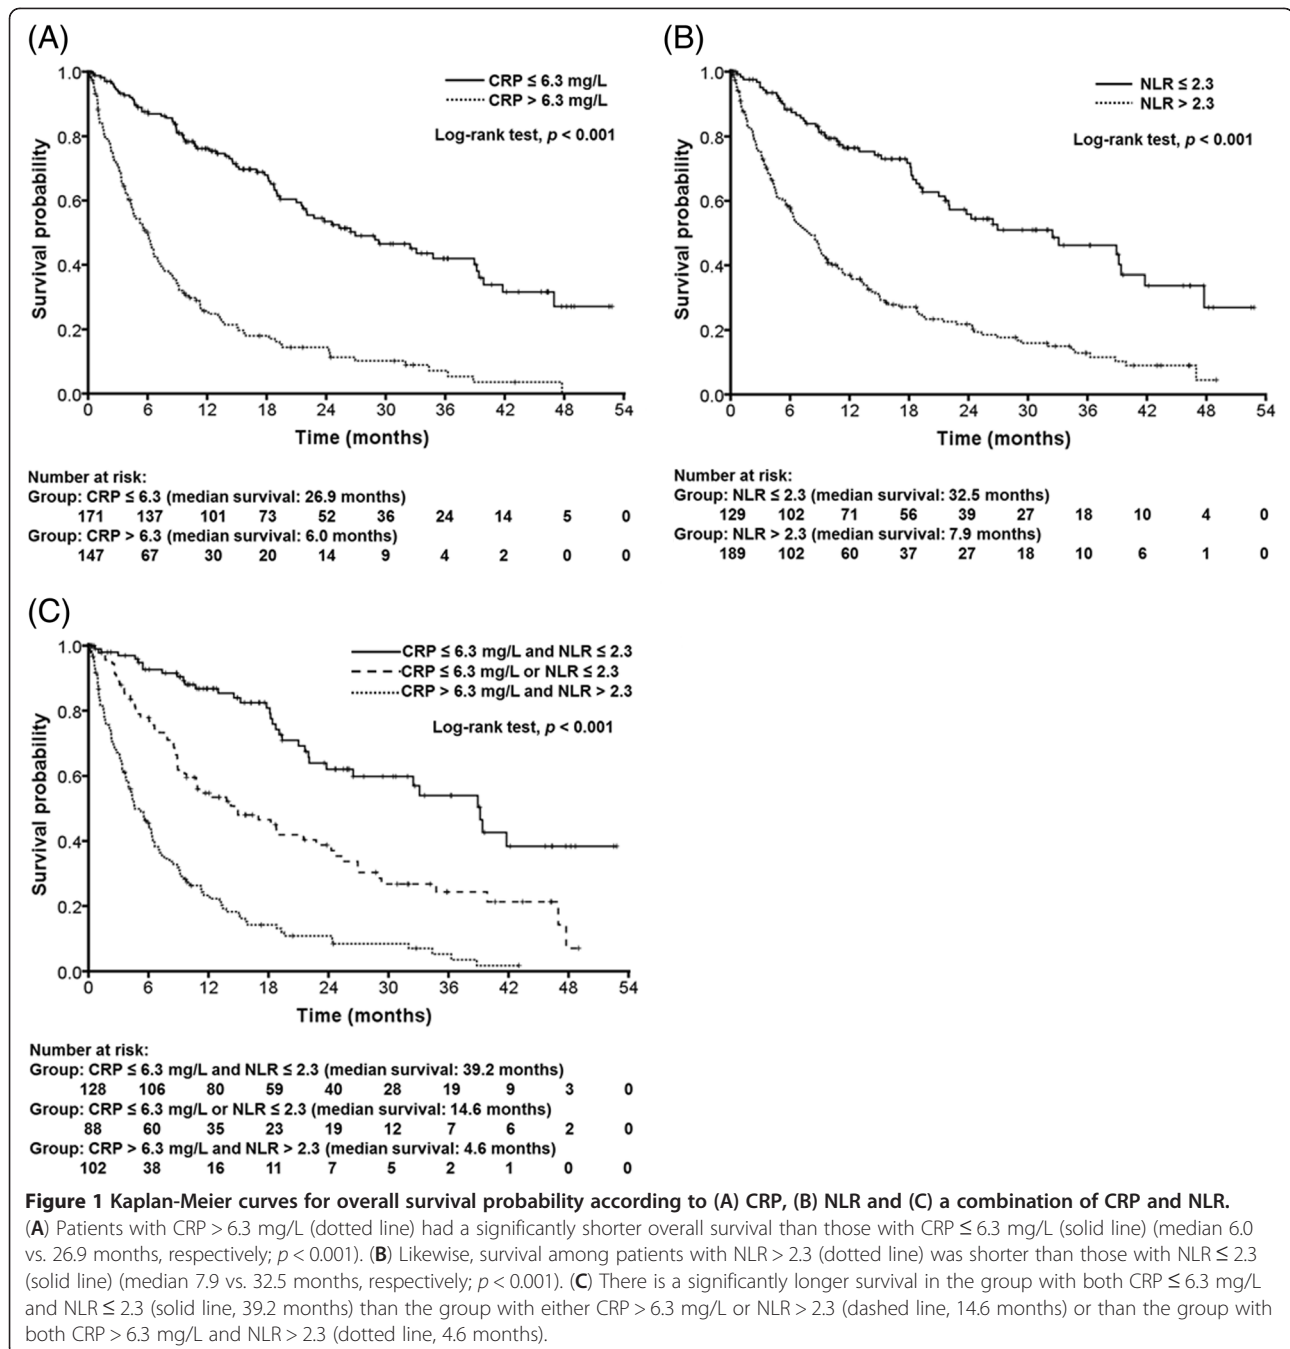 (A)
1.0
0.8
0.6
0.4
0.2
0.0
Survival probability
CRP ≤ 6.3 mg/L
CRP > 6.3 mg/L
Log-rank test, p < 0.001
0 6 12 18 24 30 36 42 48 54
Time (months)
Number at risk:
Group: CRP ≤ 6.3 (median survival: 26.9 months)
171 137 101 73 52 36 24 14 5 0
Group: CRP > 6.3 (median survival: 6.0 months)
147 67 30 20 14 9 4 2 0 0
(B)
1.0
0.8
0.6
0.4
0.2
0.0
Survival probability
NLR ≤ 2.3
NLR > 2.3
Log-rank test, p < 0.001
0 6 12 18 24 30 36 42 48 54
Time (months)
Number at risk:
Group: NLR ≤ 2.3 (median survival: 32.5 months)
129 102 71 56 39 27 18 10 4 0
Group: NLR > 2.3 (median survival: 7.9 months)
189 102 60 37 27 18 10 6 1 0
(C)
1.0
0.8
0.6
0.4
0.2
0.0
Survival probability
CRP ≤ 6.3 mg/L and NLR ≤ 2.3
CRP ≤ 6.3 mg/L or NLR ≤ 2.3
CRP > 6.3 mg/L and NLR > 2.3
Log-rank test, p < 0.001
0 6 12 18 24 30 36 42 48 54
Time (months)
Number at risk:
Group: CRP ≤ 6.3 mg/L and NLR ≤ 2.3 (median survival: 39.2 months)
128 106 80 59 40 28 19 9 3 0
Group: CRP ≤ 6.3 mg/L or NLR ≤ 2.3 (median survival: 14.6 months)
88 60 35 23 19 12 7 6 2 0
Group: CRP > 6.3 mg/L and NLR > 2.3 (median survival: 4.6 months)
102 38 16 11 7 5 2 1 0 0
Figure 1 Kaplan-Meier curves for overall survival probability according to (A) CRP, (B) NLR and (C) a combination of CRP and NLR.
(A) Patients with CRP > 6.3 mg/L (dotted line) had a significantly shorter overall survival than those with CRP ≤ 6.3 mg/L (solid line) (median 6.0
vs. 26.9 months, respectively; p < 0.001). (B) Likewise, survival among patients with NLR > 2.3 (dotted line) was shorter than those with NLR ≤ 2.3
(solid line) (median 7.9 vs. 32.5 months, respectively; p < 0.001). (C) There is a significantly longer survival in the group with both CRP ≤ 6.3 mg/L
and NLR ≤ 2.3 (solid line, 39.2 months) than the group with either CRP > 6.3 mg/L or NLR > 2.3 (dashed line, 14.6 months) or than the group with
both CRP > 6.3 mg/L and NLR > 2.3 (dotted line, 4.6 months).